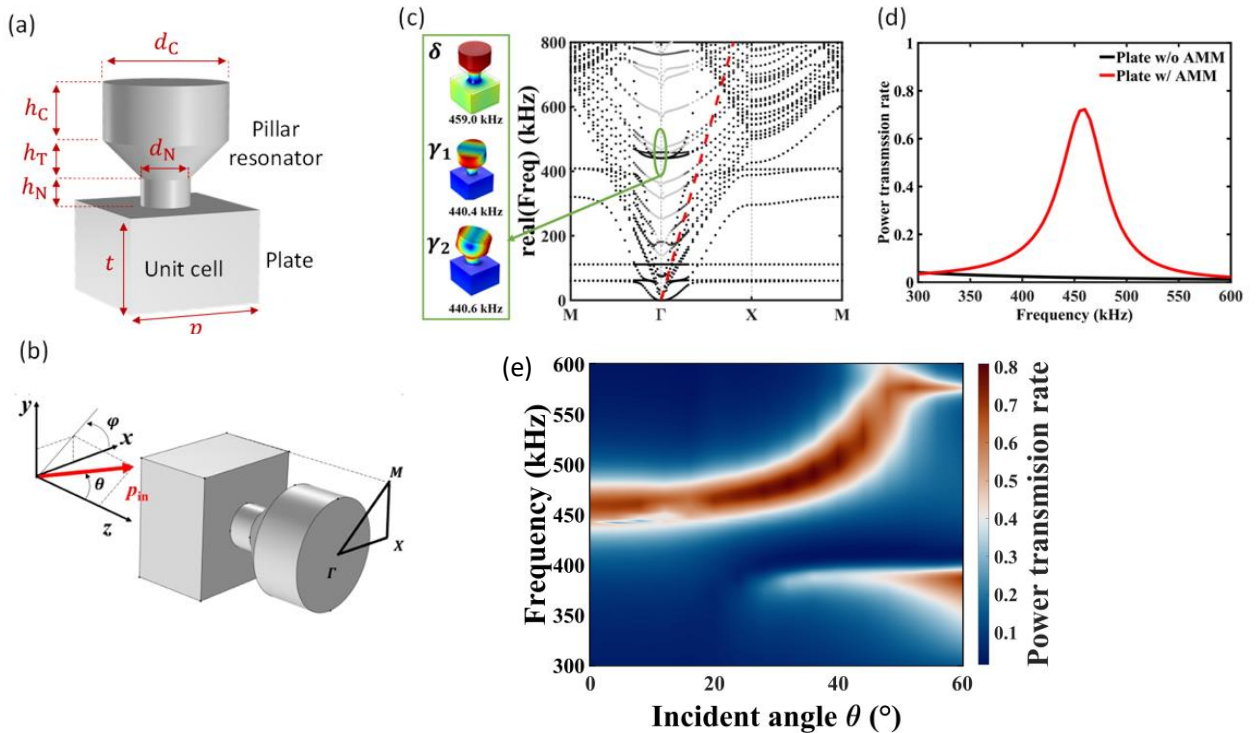 (a)
d_C
h_C
h_T
d_N
h_N
Pillar
resonator
t
Unit cell
Plate
p
(b)
y
φ
x
θ
p_in
z
M
X
Γ
(c)
δ
459.0 kHz
γ1
440.4 kHz
γ2
440.6 kHz
real(Freq) (kHz)
800
600
400
200
0
M
Γ
X
M
(d)
Power transmission rate
1
0.8
0.6
0.4
0.2
0
Plate w/o AMM
Plate w/ AMM
300
350
400
450
500
550
600
Frequency (kHz)
(e)
Frequency (kHz)
600
550
500
450
400
350
300
0
20
40
60
Incident angle θ (°)
0.8
0.7
0.6
0.5
0.4
0.3
0.2
0.1
Power transmision rate